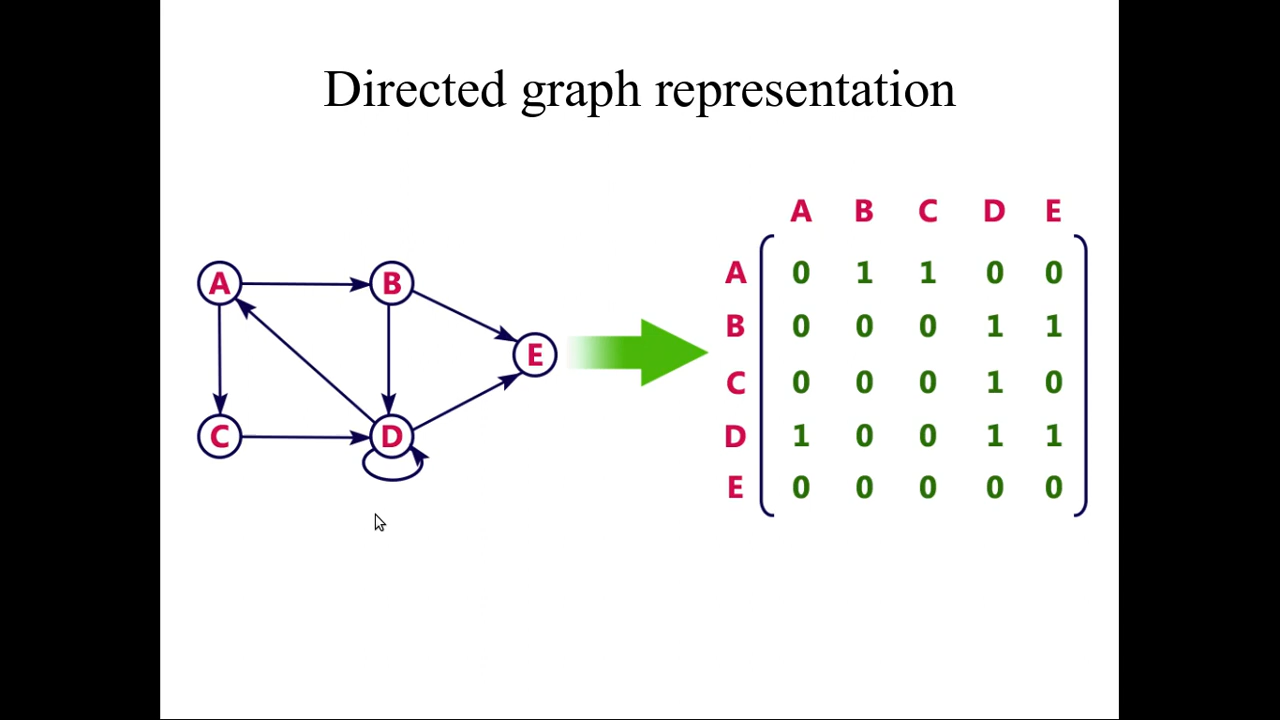 Directed graph representation
A B C D E
A B
E
C D
A 0 1 1 0 0
B 0 0 0 1 1
C 0 0 0 1 0
D 1 0 0 1 1
E 0 0 0 0 0